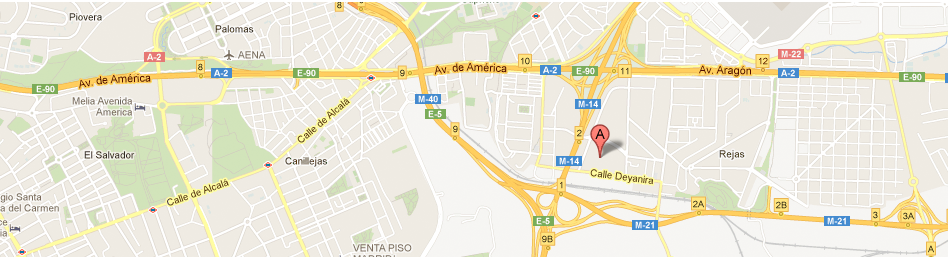 Piovera
Palomas
AENA
A-2
8
Av. de América
A-2
E-90
9
Av. de América
10
A-2
E-90
11
Av. Aragón
12
M-22
A-2
E-90
E-90
Melia Avenida
America
Calle de Alcalá
M-40
E-5
9
M-14
2
A
M-14
Calle Deyanira
Rejas
El Salvador
Canillejas
Calle de Alcalá
1
E-5
9B
M-21
2A
2B
M-21
3
3A
A
gio Santa
a del Carmen
ce
VENTA PISO